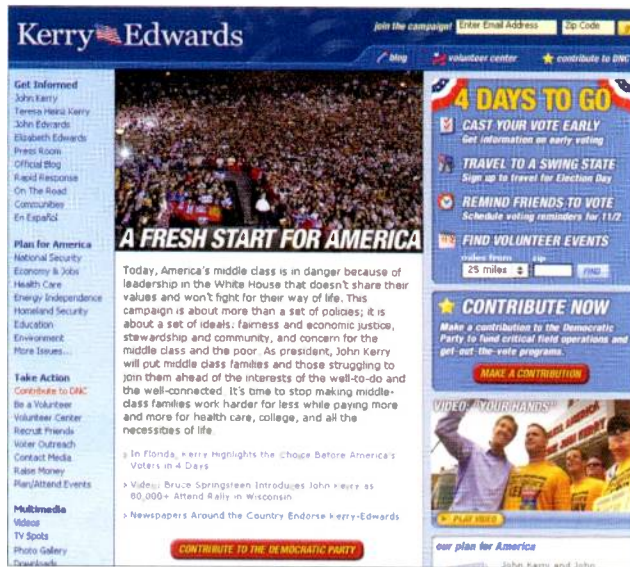 Kerry Edwards
join the campaign! Enter Email Address Zip Code
blog volunteer center contribute to DNC
Get Informed
John Kerry
Teresa Heinz Kerry
John Edwards
Elizabeth Edwards
Press Room
Official Blog
Rapid Response
On The Road
Communities
En Español
Plan for America
National Security
Economy & Jobs
Health Care
Energy Independence
Homeland Security
Education
Environment
More Issues...
Take Action
Contribute to DNC
Be a Volunteer
Volunteer Center
Recruit Friends
Voter Outreach
Contact Media
Raise Money
Plan/Attend Events
Multimedia
Videos
TV Spots
Photo Gallery
Downloads
A FRESH START FOR AMERICA
Today, America's middle class is in danger because of
leadership in the White House that doesn't share their
values and won't fight for their way of life. This
campaign is about more than a set of policies; it is
about a set of ideals: fairness and economic justice,
stewardship and community, and concern for the
middle class and the poor. As president, John Kerry
will put middle class families and those struggling to
join them ahead of the interests of the well-to-do and
the well-connected. It's time to stop making middle-
class families work harder for less while paying more
and more for health care, college, and all the
necessities of life.
› In Florida, Kerry Highlights the Choice Before America's
Voters in 4 Days
› Video: Bruce Springsteen Introduces John Kerry as
80,000+ Attend Rally in Wisconsin
› Newspapers Around the Country Endorse Kerry-Edwards
CONTRIBUTE TO THE DEMOCRATIC PARTY
4 DAYS TO GO
CAST YOUR VOTE EARLY
Get information on early voting
TRAVEL TO A SWING STATE
Sign up to travel for Election Day
REMIND FRIENDS TO VOTE
Schedule voting reminders for 11/2
FIND VOLUNTEER EVENTS
miles from zip
25 miles FIND
CONTRIBUTE NOW
Make a contribution to the Democratic
Party to fund critical field operations and
get-out-the-vote programs.
MAKE A CONTRIBUTION
VIDEO: "YOUR HANDS"
PLAY VIDEO
our plan for America
John Kerry and John